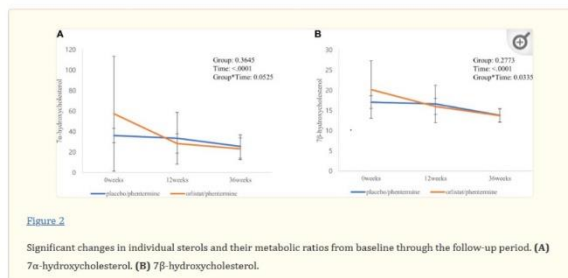 A
120
100
80
60
40
20
0
7α-hydroxycholesterol
Group: 0.3645
Time: <.0001
Group*Time: 0.0525
0weeks
12weeks
36weeks
placebo/phentermine
orlistat/phentermine
B
30
25
20
15
10
5
0
7β-hydroxycholesterol
Group: 0.2773
Time: <.0001
Group*Time: 0.0335
0weeks
12weeks
36weeks
placebo/phentermine
orlistat/phentermine
Figure 2
Significant changes in individual sterols and their metabolic ratios from baseline through the follow-up period. (A)
7α-hydroxycholesterol. (B) 7β-hydroxycholesterol.